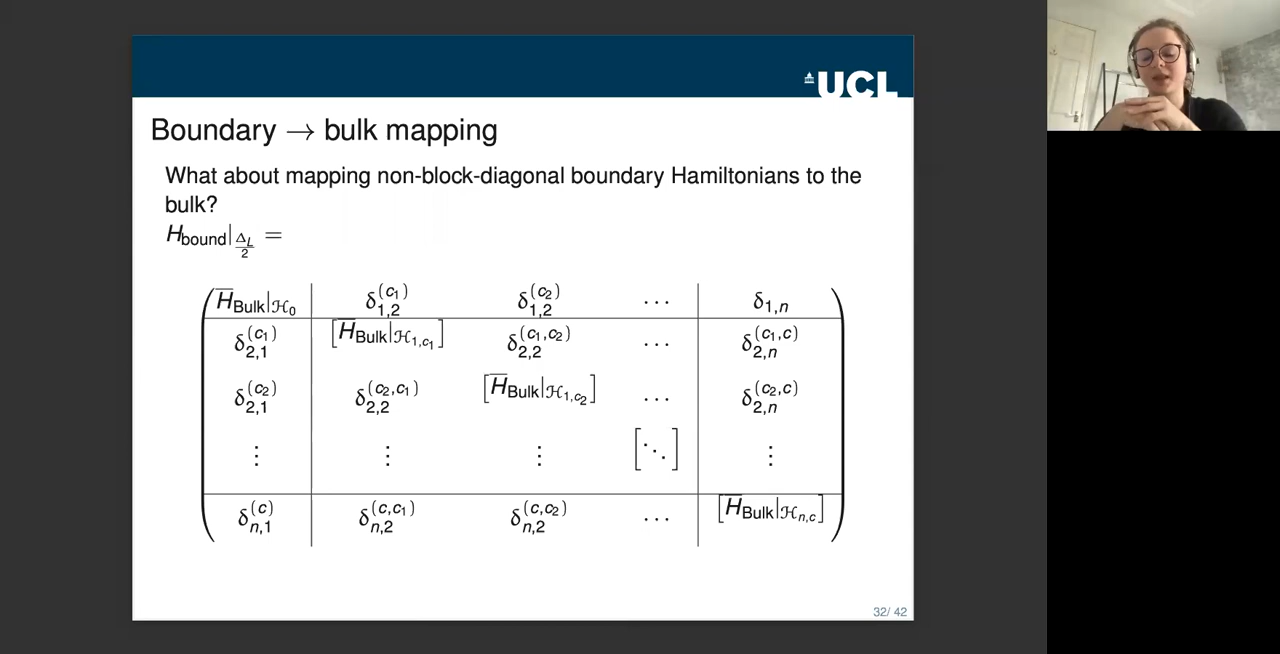 UCL
Boundary → bulk mapping
What about mapping non-block-diagonal boundary Hamiltonians to the
bulk?
H_bound|_{Δ_L/2} =
H̅_Bulk|_{ℋ_0} δ_{1,2}^{(c_1)} δ_{1,2}^{(c_2)} ⋯ δ_{1,n}
δ_{2,1}^{(c_1)} [H̅_Bulk|_{ℋ_{1,c_1}}] δ_{2,2}^{(c_1,c_2)} ⋯ δ_{2,n}^{(c_1,c)}
δ_{2,1}^{(c_2)} δ_{2,2}^{(c_2,c_1)} [H̅_Bulk|_{ℋ_{1,c_2}}] ⋯ δ_{2,n}^{(c_2,c)}
⋮ ⋮ ⋮ [⋱] ⋮
δ_{n,1}^{(c)} δ_{n,2}^{(c,c_1)} δ_{n,2}^{(c,c_2)} ⋯ [H̅_Bulk|_{ℋ_{n,c}}]
32/ 42